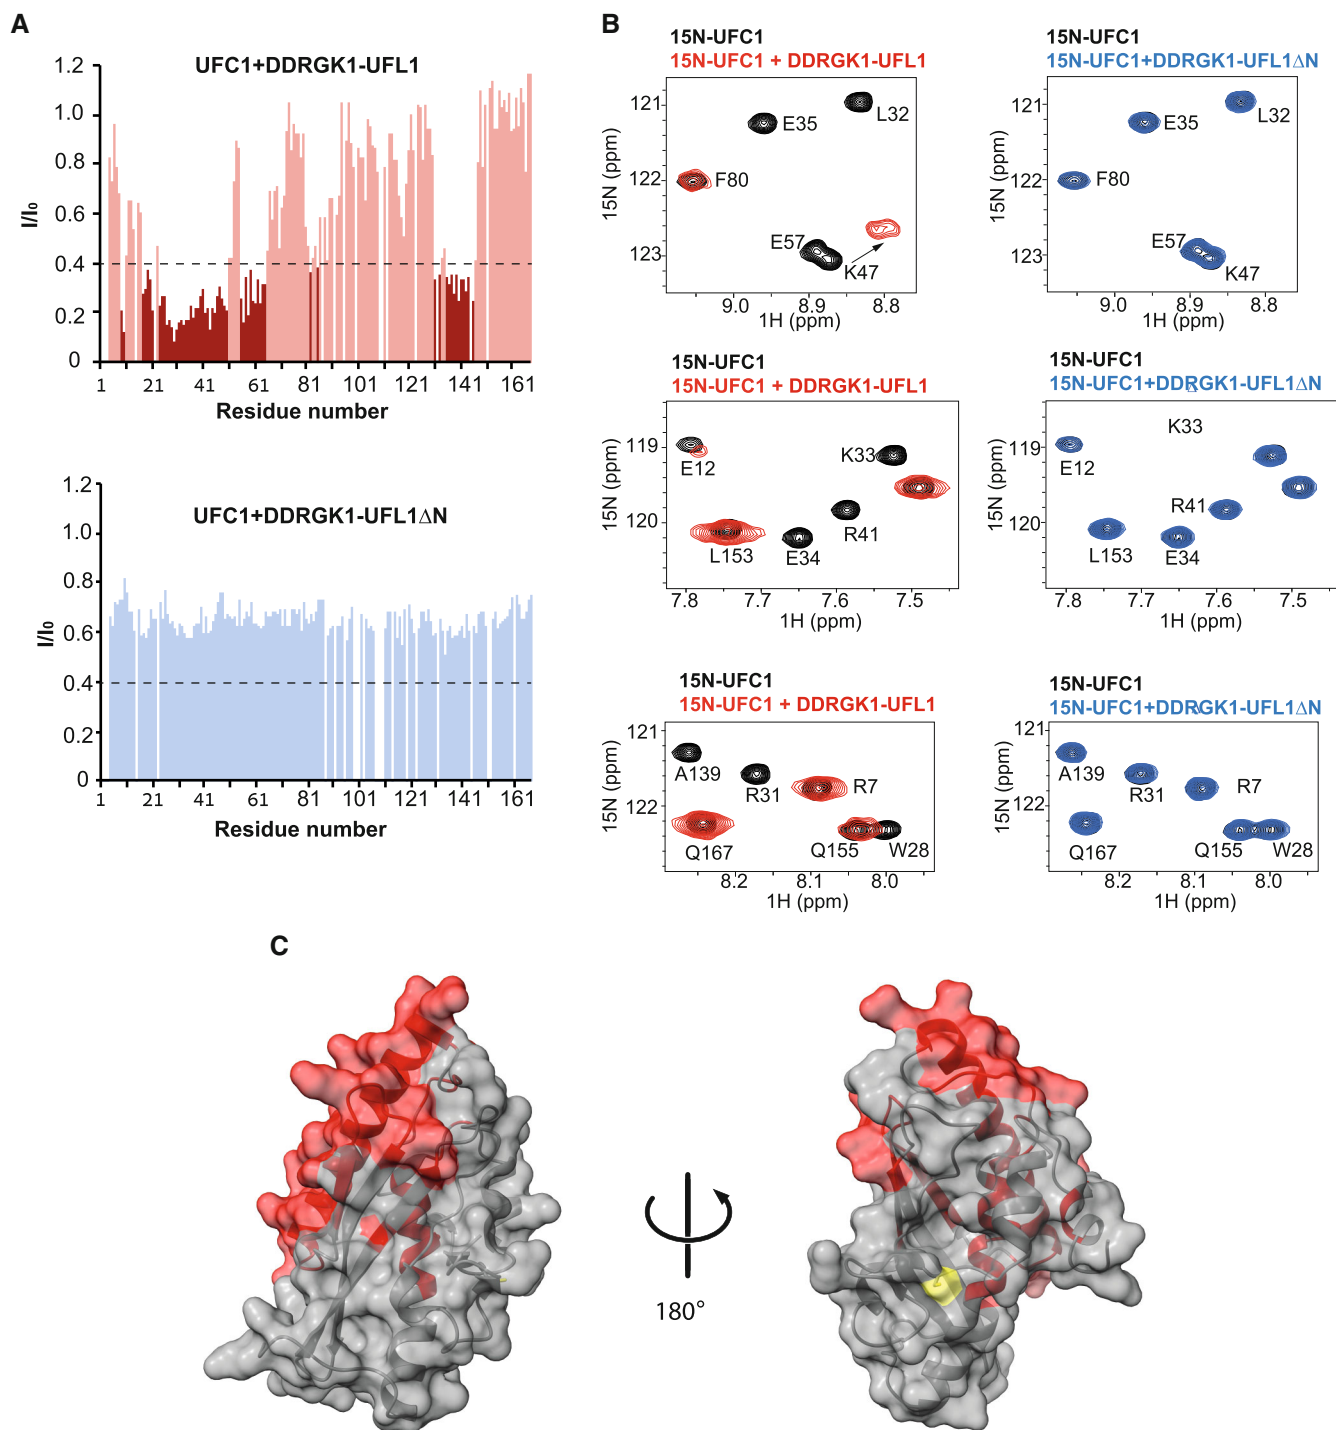 A
UFC1+DDRGK1-UFL1
1.2
1.0
0.8
0.6
0.4
0.2
0
I/I₀
1 21 41 61 81 101 121 141 161
Residue number
UFC1+DDRGK1-UFL1ΔN
1.2
1.0
0.8
0.6
0.4
0.2
0
I/I₀
1 21 41 61 81 101 121 141 161
Residue number
B
15N-UFC1
15N-UFC1 + DDRGK1-UFL1
121
122
123
15N (ppm)
L32
E35
F80
E57
K47
9.0 8.9 8.8
1H (ppm)
15N-UFC1
15N-UFC1+DDRGK1-UFL1ΔN
121
122
123
15N (ppm)
L32
E35
F80
E57
K47
9.0 8.9 8.8
1H (ppm)
15N-UFC1
15N-UFC1 + DDRGK1-UFL1
119
120
15N (ppm)
E12
K33
R41
L153
E34
7.8 7.7 7.6 7.5
1H (ppm)
15N-UFC1
15N-UFC1+DDRGK1-UFL1ΔN
119
120
15N (ppm)
K33
E12
R41
L153
E34
7.8 7.7 7.6 7.5
1H (ppm)
15N-UFC1
15N-UFC1 + DDRGK1-UFL1
121
122
15N (ppm)
A139
R31
R7
Q167
Q155
W28
8.2 8.1 8.0
1H (ppm)
15N-UFC1
15N-UFC1+DDRGK1-UFL1ΔN
121
122
15N (ppm)
A139
R31
R7
Q167
Q155
W28
8.2 8.1 8.0
1H (ppm)
C
180°